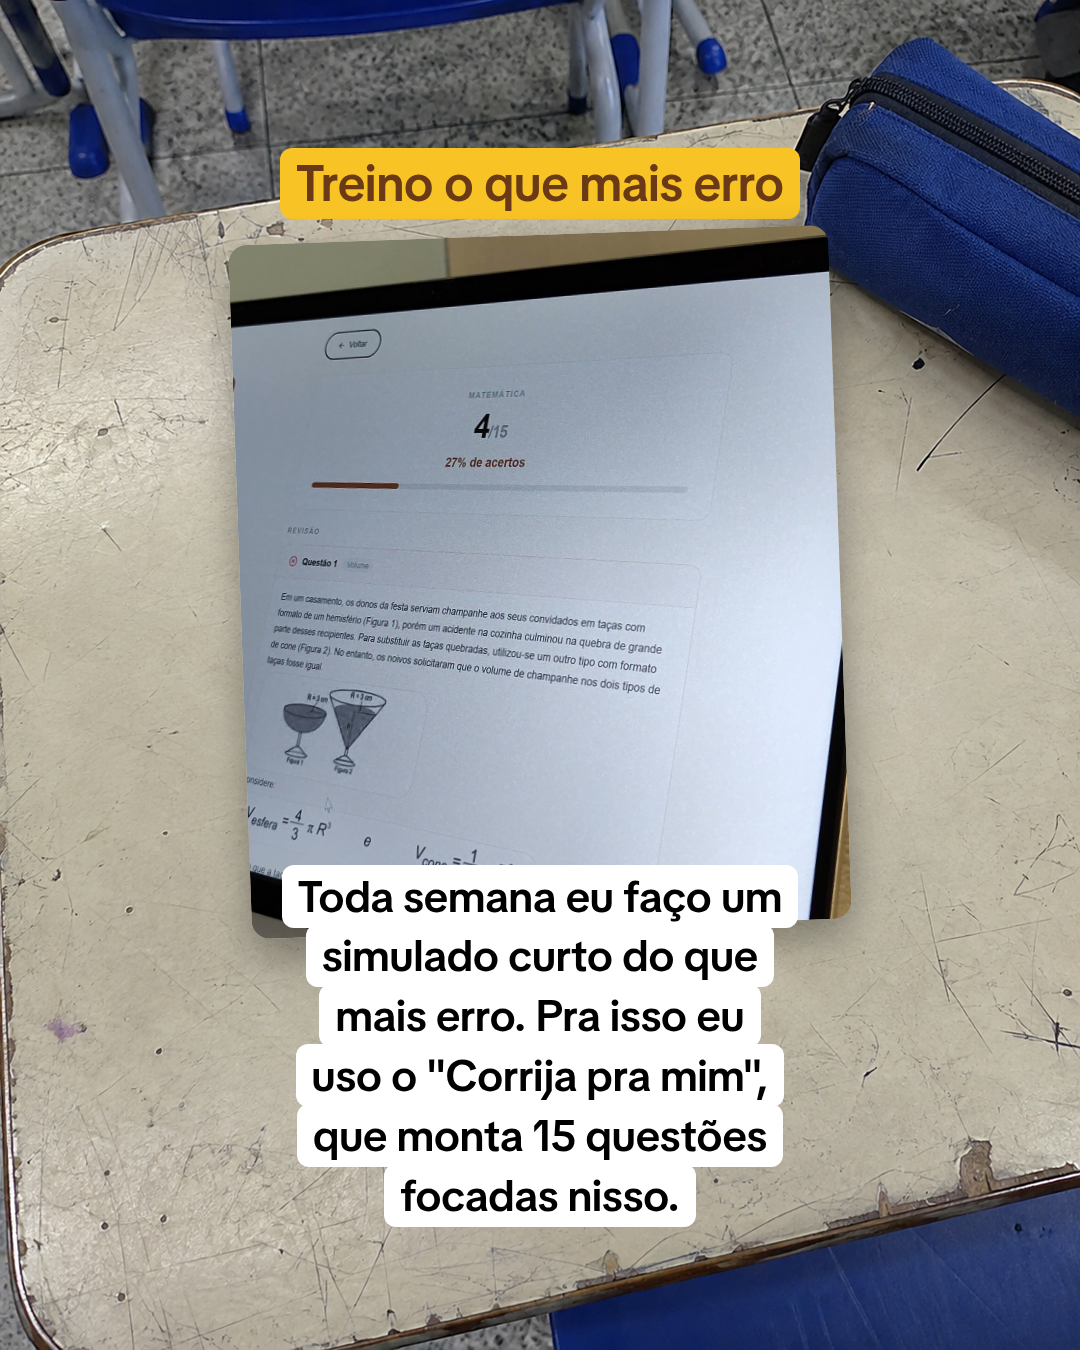 Treino o que mais erro
← Voltar
MATEMÁTICA
4/15
27% de acertos
REVISÃO
Questão 1 Volume
Em um casamento, os donos da festa serviam champanhe aos seus convidados em taças com
formato de um hemisfério (Figura 1), porém um acidente na cozinha culminou na quebra de grande
parte desses recipientes. Para substituir as taças quebradas, utilizou-se um outro tipo com formato
de cone (Figura 2). No entanto, os noivos solicitaram que o volume de champanhe nos dois tipos de
taças fosse igual.
R = 3 cm
R = 3 cm
Figura 1
Figura 2
onsidere:
V esfera = 4/3 π R³ e V cone = 1
que a ta
Toda semana eu faço um
simulado curto do que
mais erro. Pra isso eu
uso o "Corrija pra mim",
que monta 15 questões
focadas nisso.